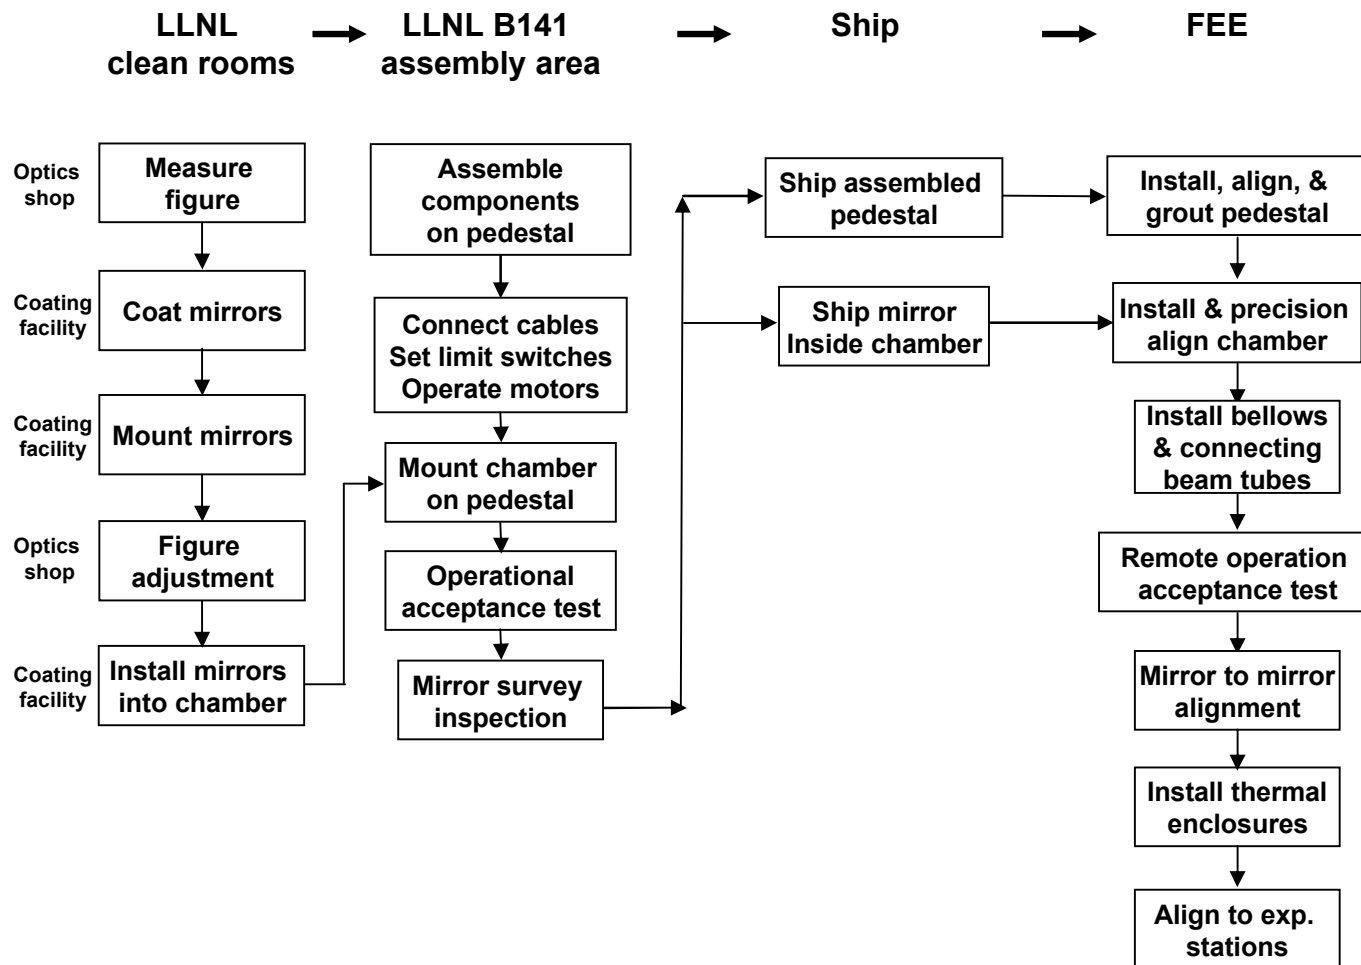 LLNL
clean rooms
LLNL B141
assembly area
Ship
FEE
Optics
shop
Measure
figure
Coating
facility
Coat mirrors
Coating
facility
Mount mirrors
Optics
shop
Figure
adjustment
Coating
facility
Install mirrors
into chamber
Assemble
components
on pedestal
Connect cables
Set limit switches
Operate motors
Mount chamber
on pedestal
Operational
acceptance test
Mirror survey
inspection
Ship assembled
pedestal
Ship mirror
Inside chamber
Install, align, &
grout pedestal
Install & precision
align chamber
Install bellows
& connecting
beam tubes
Remote operation
acceptance test
Mirror to mirror
alignment
Install thermal
enclosures
Align to exp.
stations